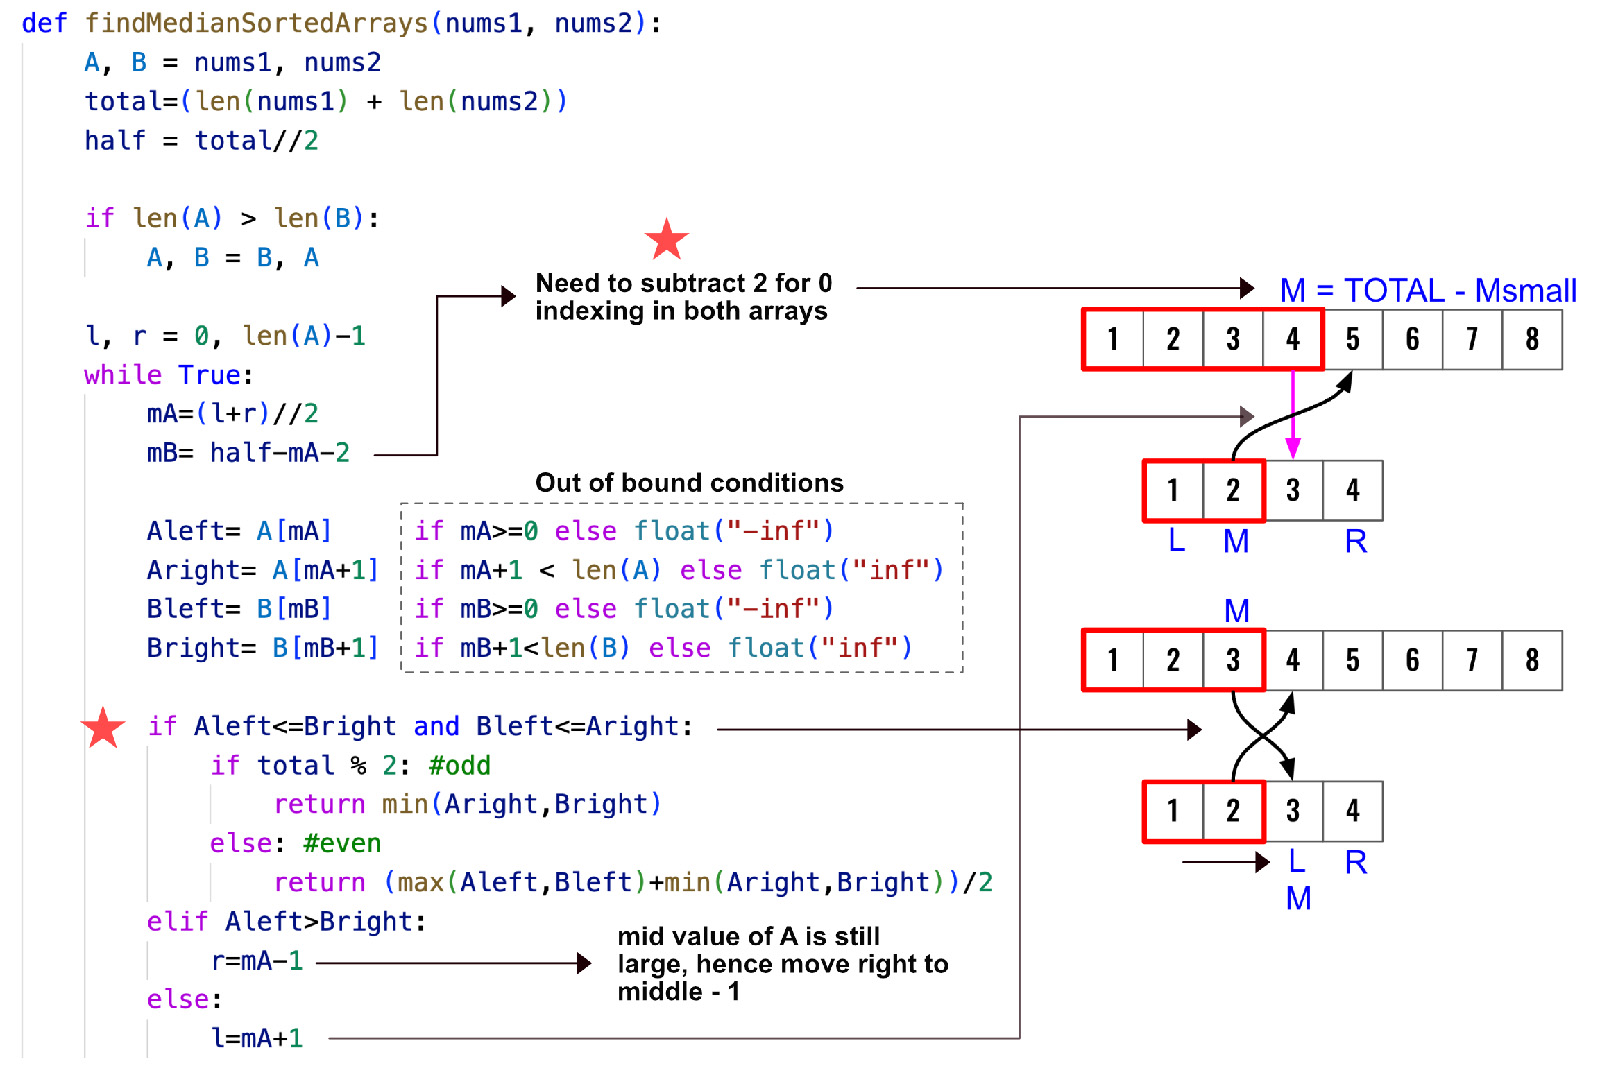 def findMedianSortedArrays(nums1, nums2):
A, B = nums1, nums2
total=(len(nums1) + len(nums2))
half = total//2
if len(A) > len(B):
A, B = B, A
l, r = 0, len(A)-1
while True:
mA=(l+r)//2
mB= half-mA-2
Need to subtract 2 for 0
indexing in both arrays
Out of bound conditions
Aleft= A[mA] if mA>=0 else float("-inf")
Aright= A[mA+1] if mA+1 < len(A) else float("inf")
Bleft= B[mB] if mB>=0 else float("-inf")
Bright= B[mB+1] if mB+1<len(B) else float("inf")
if Aleft<=Bright and Bleft<=Aright:
if total % 2: #odd
return min(Aright,Bright)
else: #even
return (max(Aleft,Bleft)+min(Aright,Bright))/2
elif Aleft>Bright:
r=mA-1
else:
l=mA+1
mid value of A is still
large, hence move right to
middle - 1
M = TOTAL - Msmall
1 2 3 4 5 6 7 8
1 2 3 4
L M R
M
1 2 3 4 5 6 7 8
1 2 3 4
L R
M